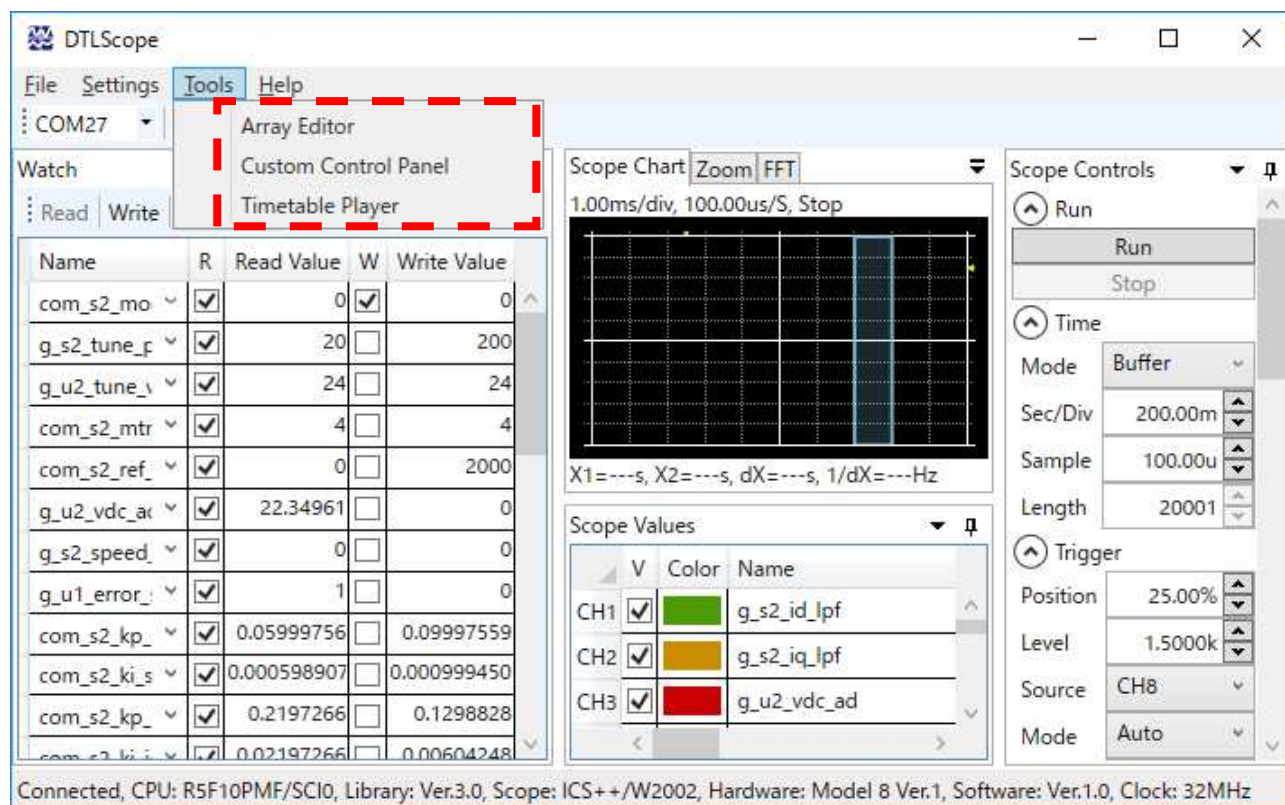 DTLScope
File Settings Tools Help
COM27
Array Editor
Custom Control Panel
Timetable Player
Watch
Read Write
Name R Read Value W Write Value
com_s2_mo 0 0
g_s2_tune_p 20 200
g_u2_tune_ 24 24
com_s2_mtr 4 4
com_s2_ref_ 0 2000
g_u2_vdc_a 22.34961 0
g_s2_speed_ 0 0
g_u1_error_ 1 0
com_s2_kp_ 0.05999756 0.09997559
com_s2_ki_s 0.000598907 0.000999450
com_s2_kp_ 0.2197266 0.1298828
com_s2_ki_i 0.02197266 0.00604248
Scope Chart Zoom FFT
1.00ms/div, 100.00us/S, Stop
X1=---s, X2=---s, dX=---s, 1/dX=---Hz
Scope Values
V Color Name
CH1 g_s2_id_lpf
CH2 g_s2_iq_lpf
CH3 g_u2_vdc_ad
Scope Controls
Run
Run
Stop
Time
Mode Buffer
Sec/Div 200.00m
Sample 100.00u
Length 20001
Trigger
Position 25.00%
Level 1.5000k
Source CH8
Mode Auto
Connected, CPU: R5F10PMF/SCI0, Library: Ver.3.0, Scope: ICS++/W2002, Hardware: Model 8 Ver.1, Software: Ver.1.0, Clock: 32MHz